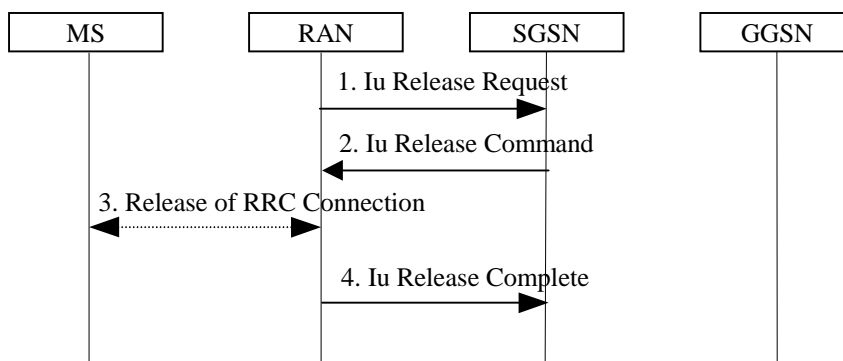 MS
RAN
SGSN
GGSN
1. Iu Release Request
2. Iu Release Command
3. Release of RRC Connection
4. Iu Release Complete